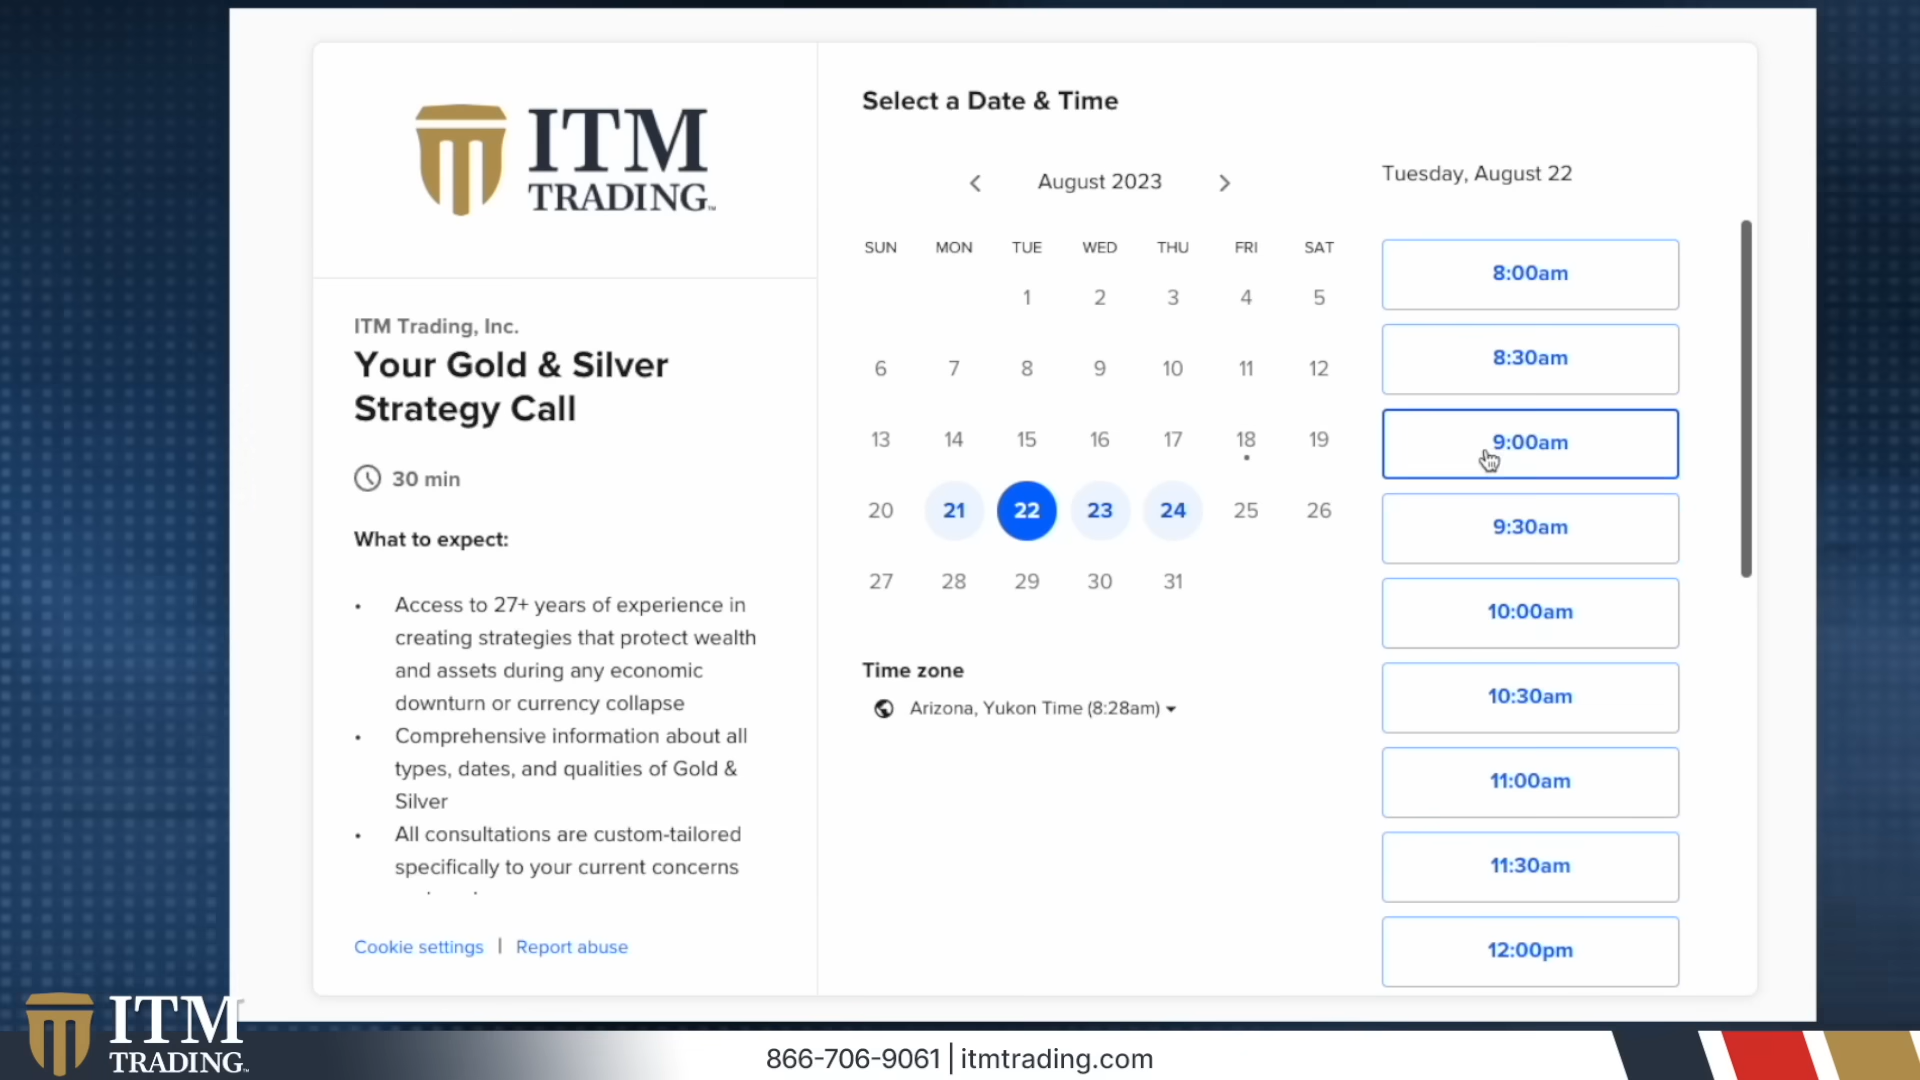 ITM
TRADING™
ITM Trading, Inc.
Your Gold & Silver
Strategy Call
30 min
What to expect:
• Access to 27+ years of experience in
creating strategies that protect wealth
and assets during any economic
downturn or currency collapse
• Comprehensive information about all
types, dates, and qualities of Gold &
Silver
• All consultations are custom-tailored
specifically to your current concerns
Cookie settings | Report abuse
Select a Date & Time
August 2023
SUN MON TUE WED THU FRI SAT
1 2 3 4 5
6 7 8 9 10 11 12
13 14 15 16 17 18 19
20 21 22 23 24 25 26
27 28 29 30 31
Time zone
Arizona, Yukon Time (8:28am)
Tuesday, August 22
8:00am
8:30am
9:00am
9:30am
10:00am
10:30am
11:00am
11:30am
12:00pm
ITM
TRADING™
866-706-9061 | itmtrading.com